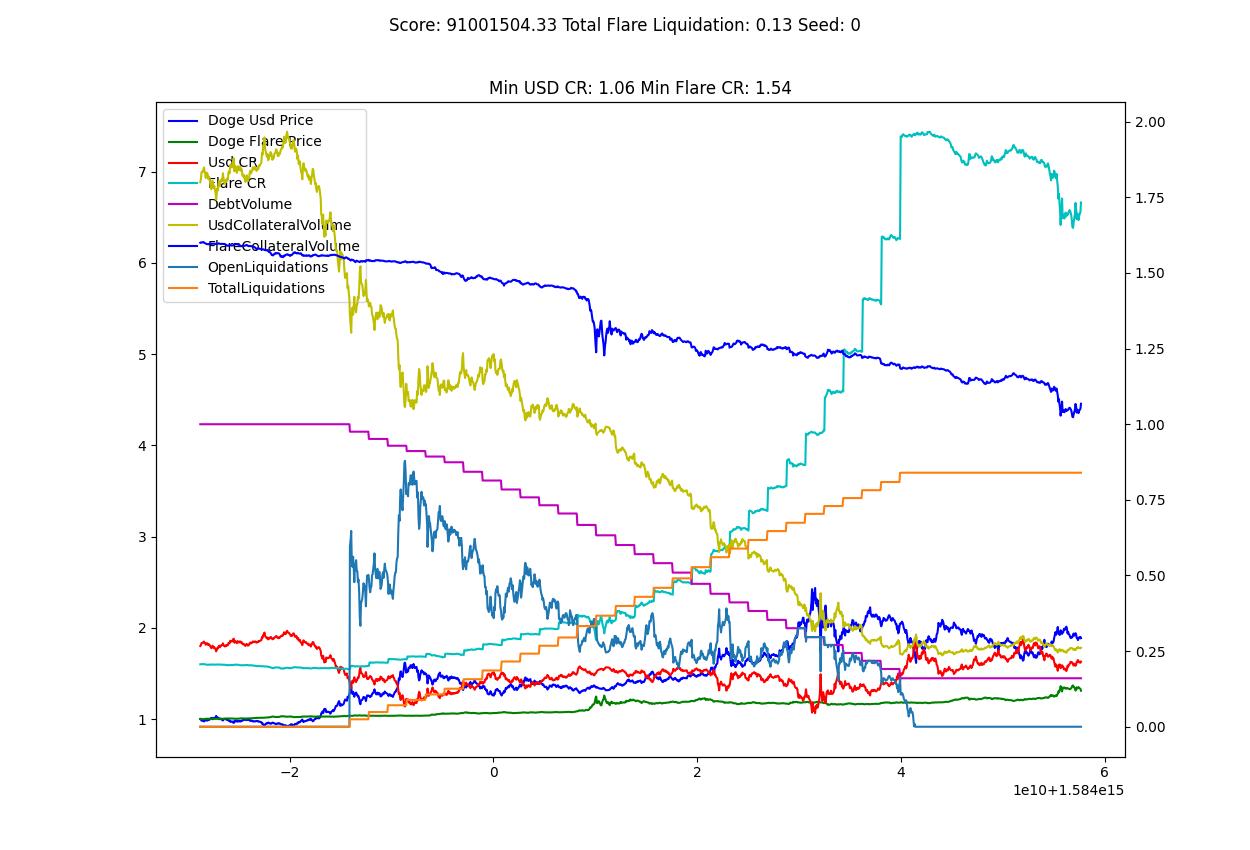 Score: 91001504.33 Total Flare Liquidation: 0.13 Seed: 0
Min USD CR: 1.06 Min Flare CR: 1.54
Doge Usd Price
Doge Flare Price
Usd CR
Flare CR
DebtVolume
UsdCollateralVolume
FlareCollateralVolume
OpenLiquidations
TotalLiquidations
7
6
5
4
3
2
1
2.00
1.75
1.50
1.25
1.00
0.75
0.50
0.25
0.00
−2
0
2
4
6
1e10+1.584e15